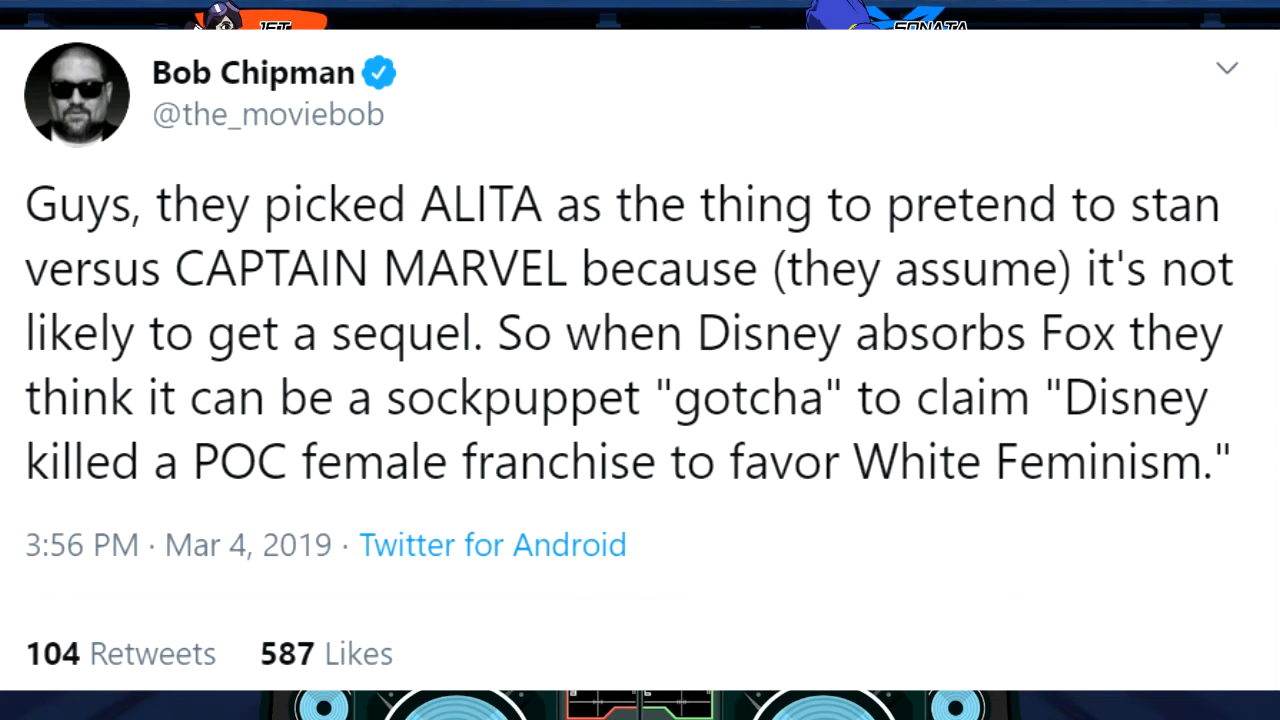 JET
SONATA
Bob Chipman
@the_moviebob
Guys, they picked ALITA as the thing to pretend to stan
versus CAPTAIN MARVEL because (they assume) it's not
likely to get a sequel. So when Disney absorbs Fox they
think it can be a sockpuppet "gotcha" to claim "Disney
killed a POC female franchise to favor White Feminism."
3:56 PM · Mar 4, 2019 · Twitter for Android
104 Retweets 587 Likes